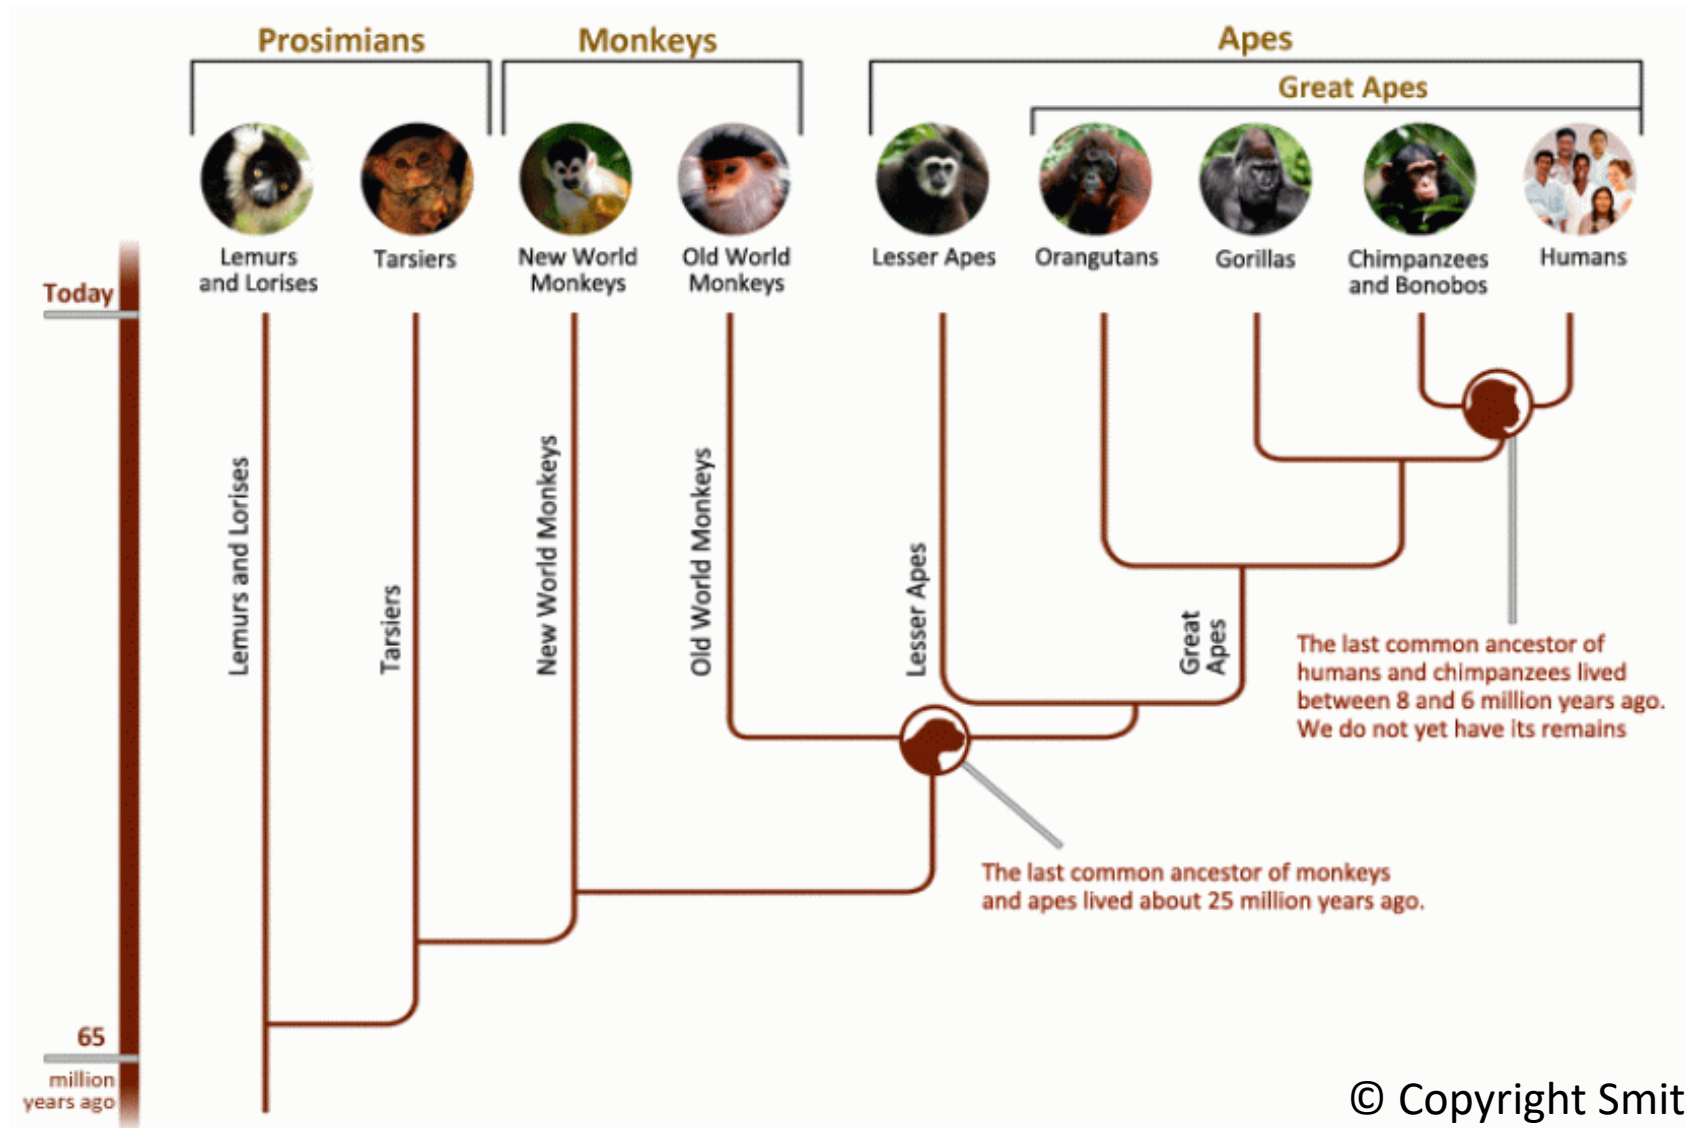 Prosimians
Monkeys
Apes
Great Apes
Lemurs
and Lorises
Tarsiers
New World
Monkeys
Old World
Monkeys
Lesser Apes
Orangutans
Gorillas
Chimpanzees
and Bonobos
Humans
Today
Lemurs and Lorises
Tarsiers
New World Monkeys
Old World Monkeys
Lesser Apes
Great
Apes
The last common ancestor of
humans and chimpanzees lived
between 8 and 6 million years ago.
We do not yet have its remains
The last common ancestor of monkeys
and apes lived about 25 million years ago.
65
million
years ago
© Copyright Smit